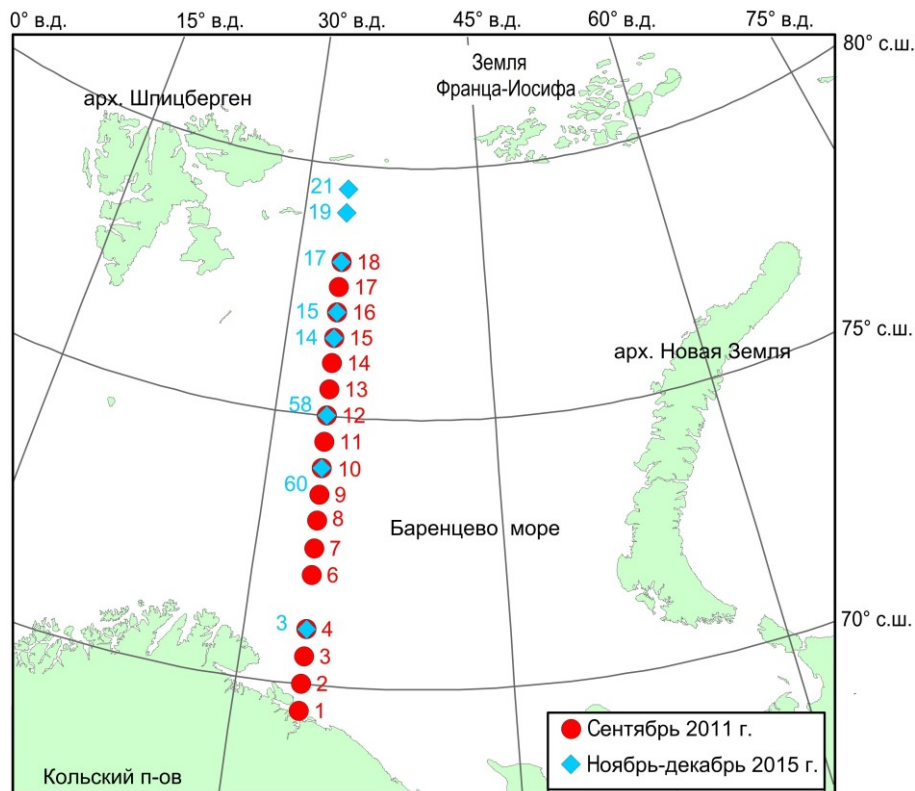 0° в.д.
15° в.д.
30° в.д.
45° в.д.
60° в.д.
75° в.д.
80° с.ш.
Земля
Франца-Иосифа
арх. Шпицберген
21
19
17 18
17
15 16
14 15
14
13
58 12
11
10
60 9
8
7
6
3 4
3
2
1
75° с.ш.
арх. Новая Земля
Баренцево море
70° с.ш.
Кольский п-ов
Сентябрь 2011 г.
Ноябрь-декабрь 2015 г.